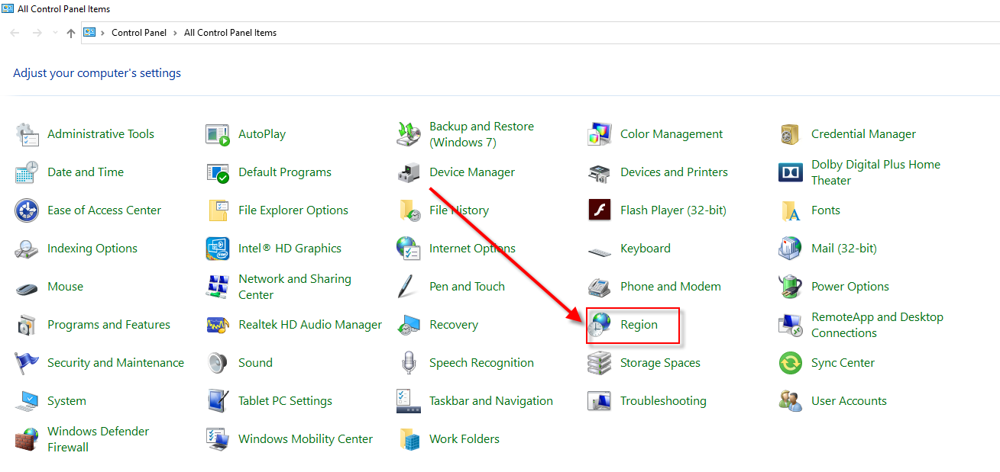 All Control Panel Items
Control Panel > All Control Panel Items
Adjust your computer's settings
Administrative Tools
AutoPlay
Backup and Restore
(Windows 7)
Color Management
Credential Manager
Date and Time
Default Programs
Device Manager
Devices and Printers
Dolby Digital Plus Home
Theater
Ease of Access Center
File Explorer Options
File History
Flash Player (32-bit)
Fonts
Indexing Options
Intel® HD Graphics
Internet Options
Keyboard
Mail (32-bit)
Mouse
Network and Sharing
Center
Pen and Touch
Phone and Modem
Power Options
Programs and Features
Realtek HD Audio Manager
Recovery
Region
RemoteApp and Desktop
Connections
Security and Maintenance
Sound
Speech Recognition
Storage Spaces
Sync Center
System
Tablet PC Settings
Taskbar and Navigation
Troubleshooting
User Accounts
Windows Defender
Firewall
Windows Mobility Center
Work Folders